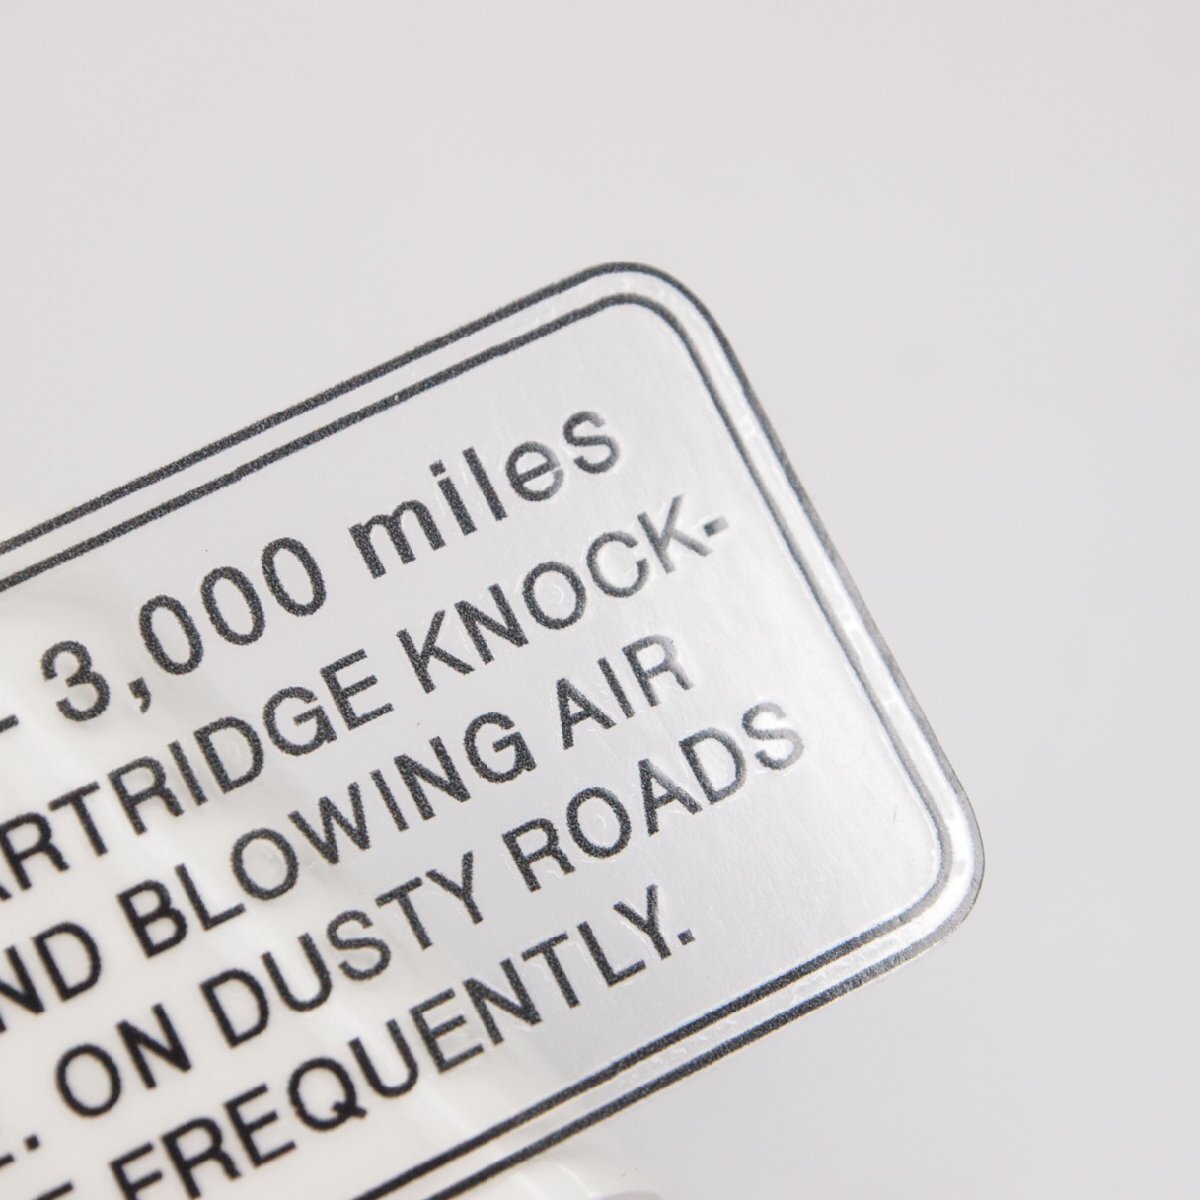 - 3,000 miles
ARTRIDGE KNOCK-
ND BLOWING AIR
. ON DUSTY ROADS
FREQUENTLY.